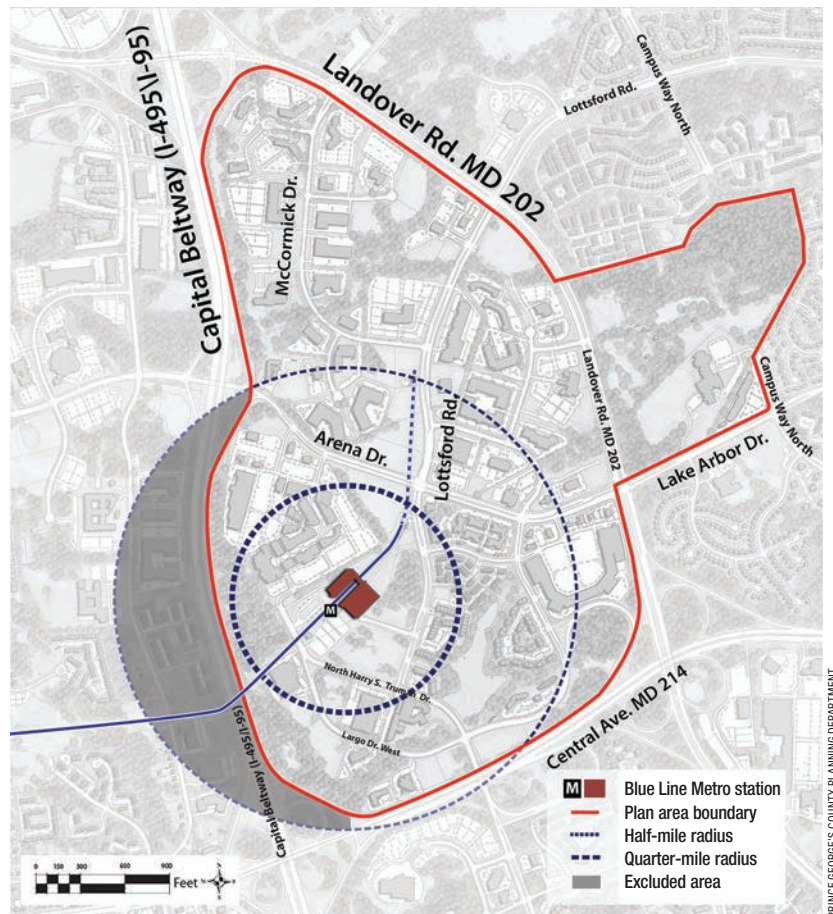 Capital Beltway (I-495\I-95)
Landover Rd. MD 202
Campus Way North
Lottsford Rd.
McCormick Dr.
Arena Dr.
Lottsford Rd.
Landover Rd. MD 202
Campus Way North
Lake Arbor Dr.
M
North Harry S. Truman Dr.
Largo Dr. West
Capital Beltway (I-495/I-95)
Central Ave. MD 214
M Blue Line Metro station
Plan area boundary
Half-mile radius
Quarter-mile radius
Excluded area
0 150 300 600 900
Feet
PRINCE GEORGE'S COUNTY PLANNING DEPARTMENT